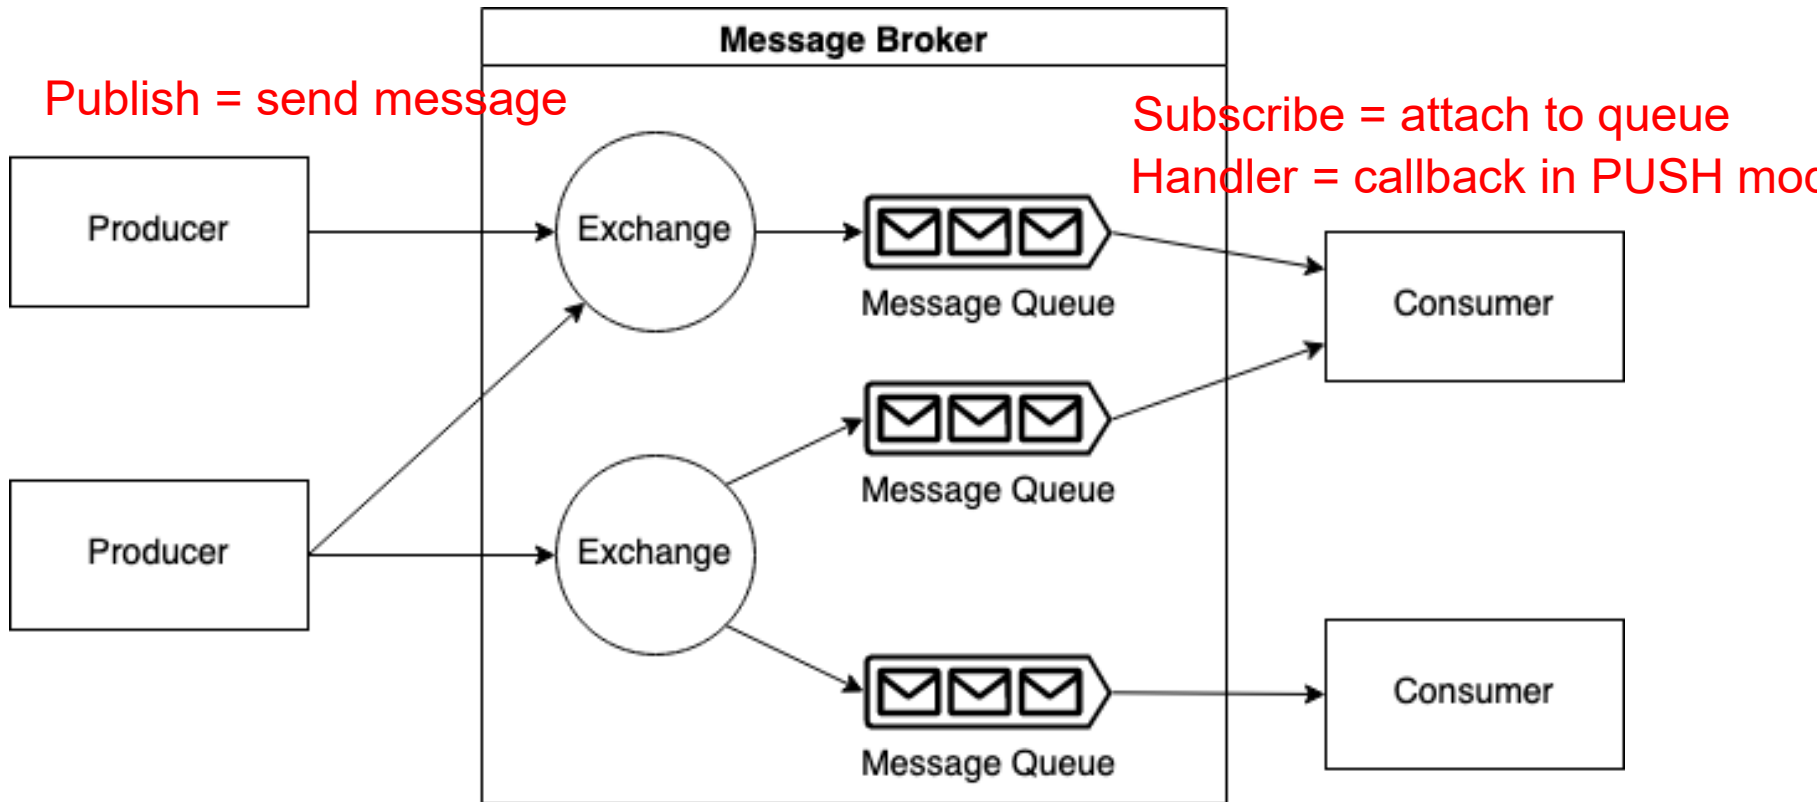 Message Broker
Publish = send message
Subscribe = attach to queue
Handler = callback in PUSH
Producer
Exchange
Message Queue
Consumer
Message Queue
Producer
Exchange
Consumer
Message Queue